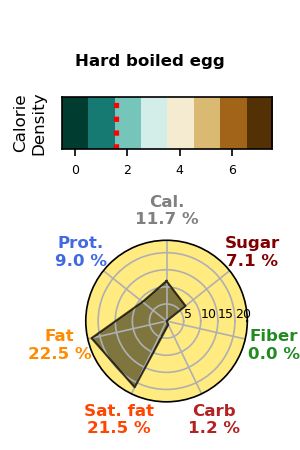 Hard boiled egg
Calorie
Density
0 2 4 6
Cal.
11.7 %
Prot.
9.0 %
Sugar
7.1 %
5 10 15 20
Fat
22.5 %
Fiber
0.0 %
Sat. fat
21.5 %
Carb
1.2 %